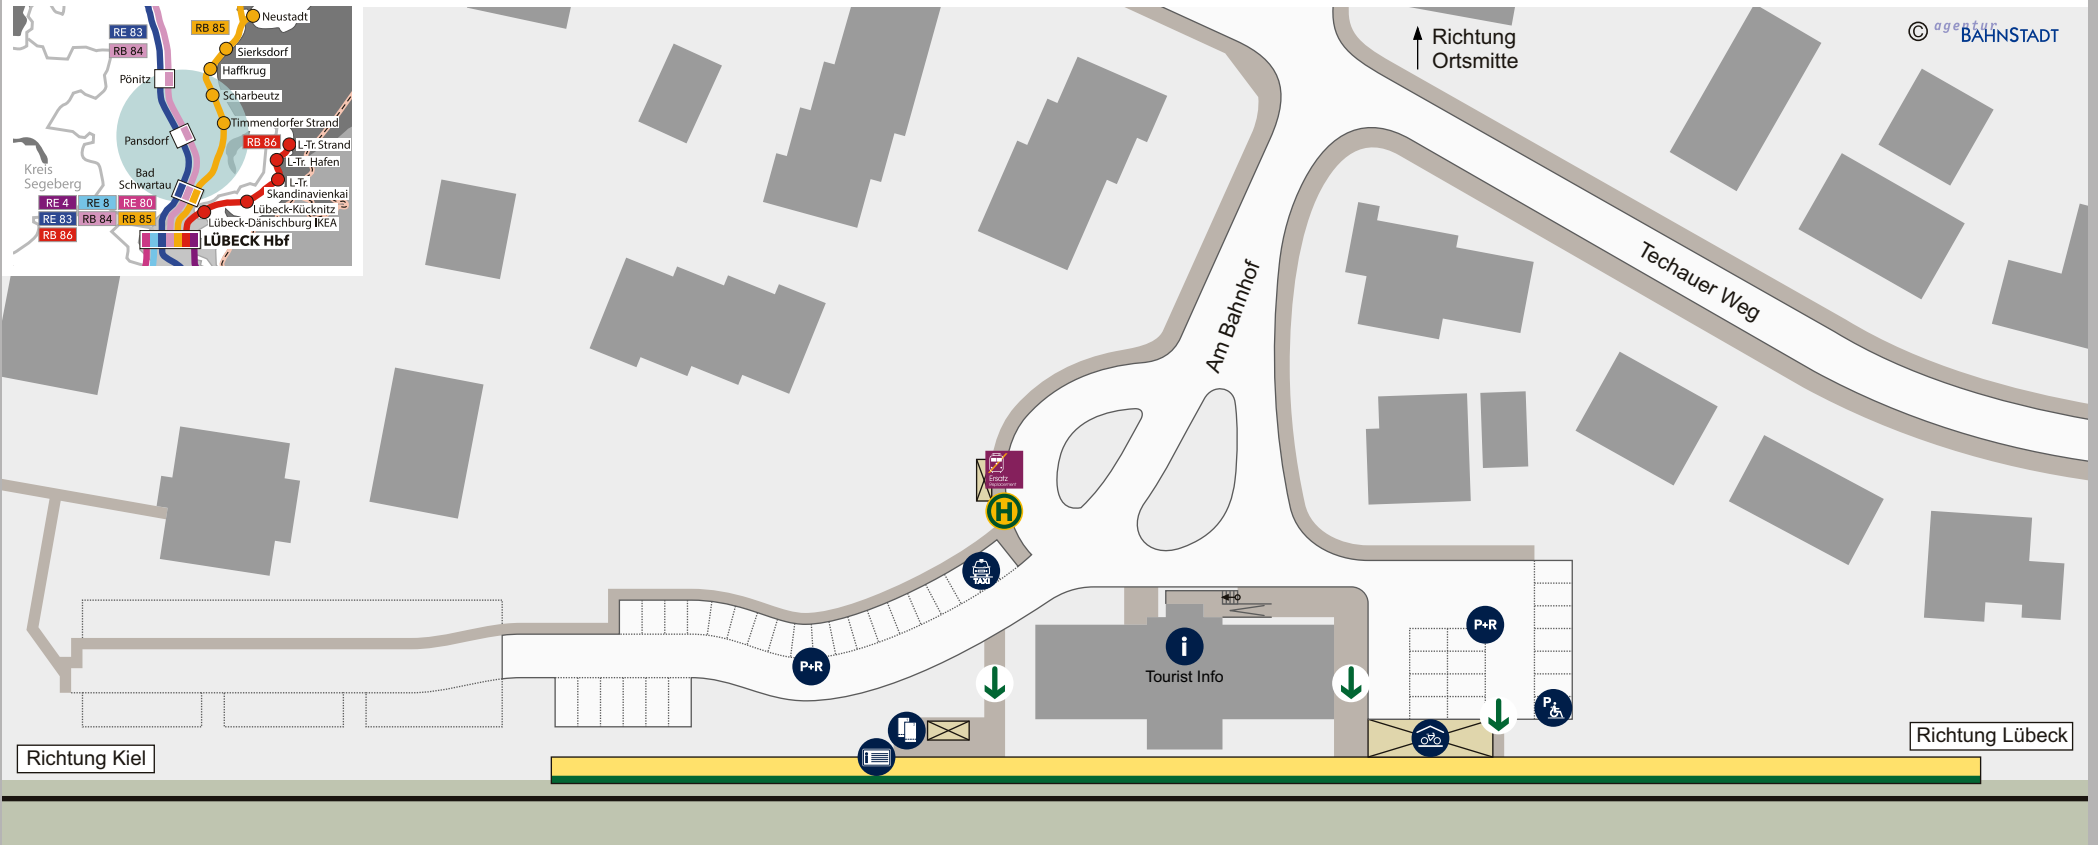 Neustadt
RE 83
RB 85
RB 84
Sierksdorf
Pönitz
Haffkrug
Scharbeutz
Timmendorfer Strand
Pansdorf
RB 86
L-Tr. Strand
L-Tr. Hafen
Bad
Schwartau
L-Tr.
Skandinavienkai
Kreis
Segeberg
RE 4
RE 8
RE 80
Lübeck-Kücknitz
RE 83
RB 84
RB 85
Lübeck-Dänischburg IKEA
RB 86
LÜBECK Hbf
Richtung
Ortsmitte
© agentur
BAHNSTADT
Techauer Weg
Am Bahnhof
Ersatz
replacement
H
TAXI
P+R
i
Tourist Info
P+R
P
Richtung Kiel
Richtung Lübeck